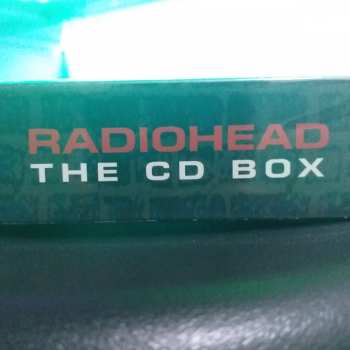 RADIOHEAD
THE CD BOX